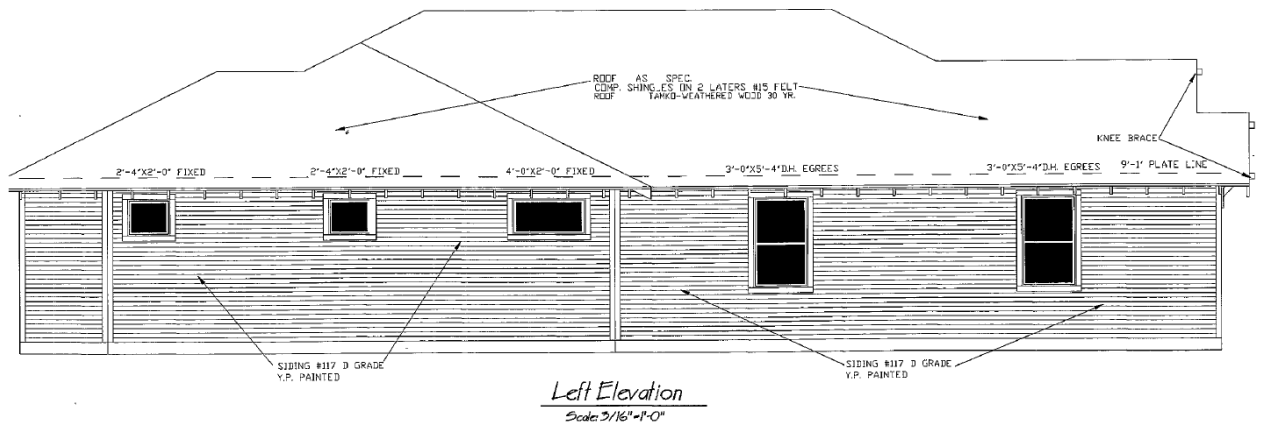 ROOF AS SPEC.
COMP. SHINGLES ON 2 LATERS #15 FELT
ROOF TAMKO-WEATHERED WOOD 30 YR.
KNEE BRACE
2'-4"X2'-0" FIXED
2'-4"X2'-0" FIXED
4'-0"X2'-0" FIXED
3'-0"X5'-4"D.H. EGREES
3'-0"X5'-4"D.H. EGREES
9'-1" PLATE LINE
SIDING #117 D GRADE
Y.P. PAINTED
SIDING #117 D GRADE
Y.P. PAINTED
Left Elevation
Scale: 3/16"=1'-0"